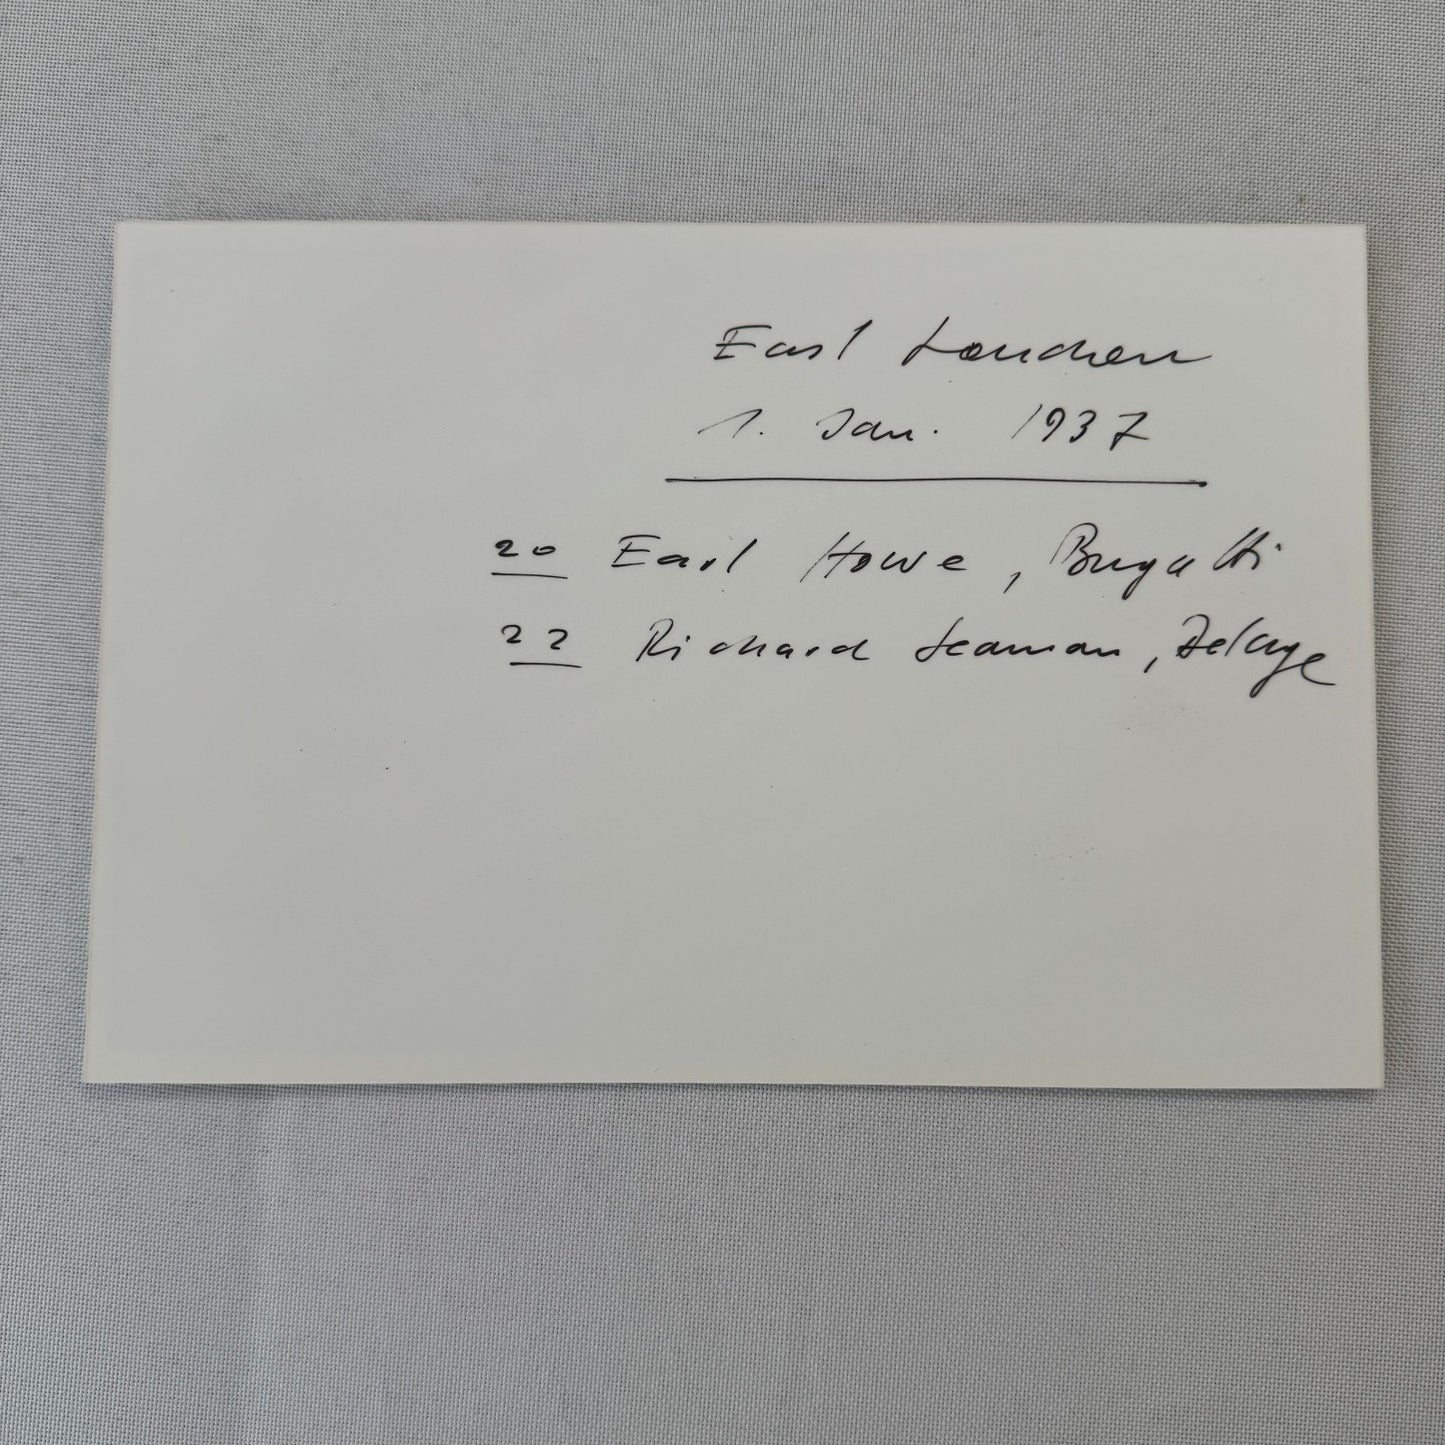 East London
1. Jan. 1937
20 Earl Howe, Bugatti
22 Richard Seaman, Delage